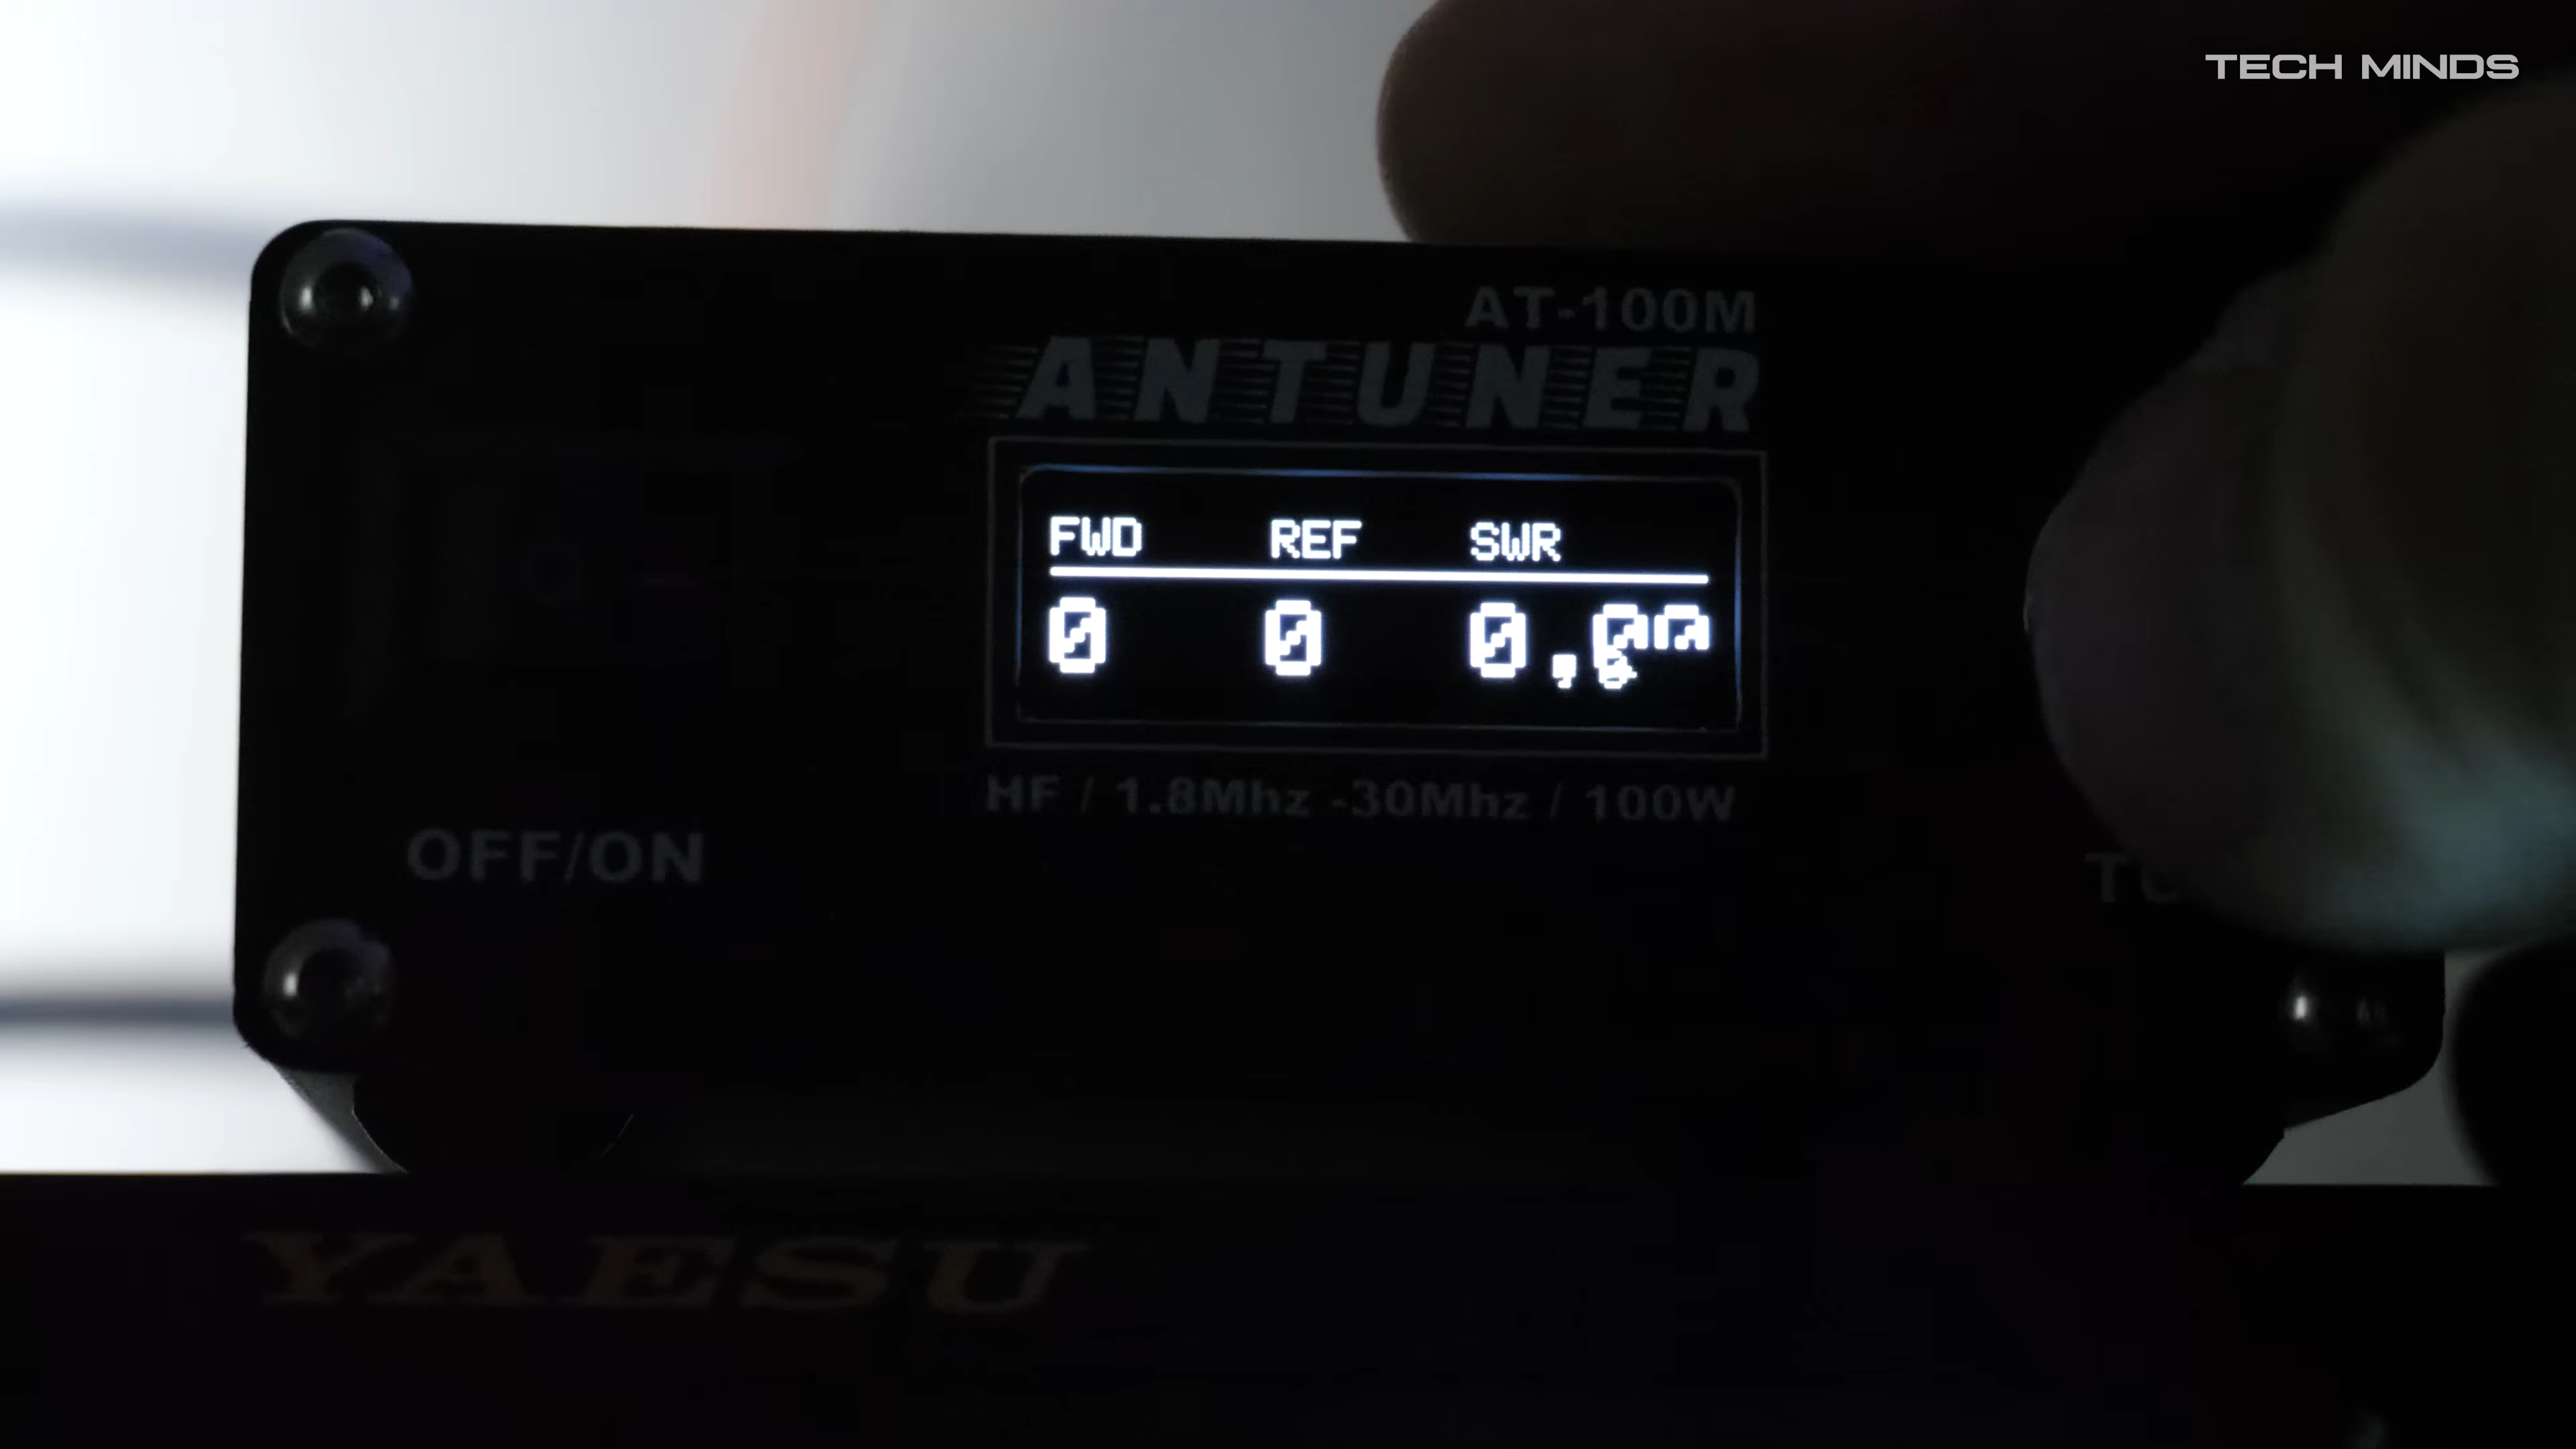 TECH MINDS
AT-100M
ANTUNER
FWD REF SWR
0 0 0.
HF / 1.8Mhz -30Mhz / 100W
OFF/ON
YAESU